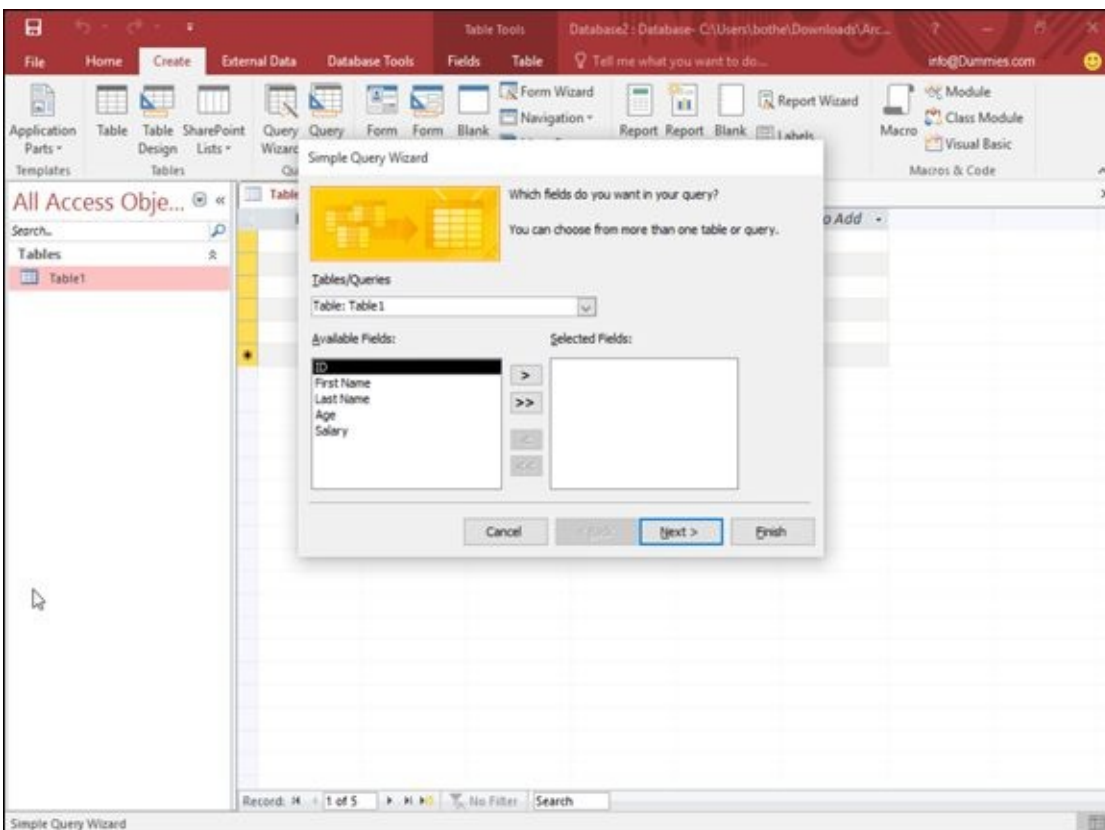 Table Tools Database2 : Database- C:\Users\bothe\Downloads\Arc... ?
File Home Create External Data Database Tools Fields Table Tell me what you want to do... info@Dummies.com
Application Parts
Table
Table Design
SharePoint Lists
Query
Query
Form
Form
Blank
Form Wizard
Navigation
Report
Report
Blank
Report Wizard
Labels
Macro
Module
Class Module
Visual Basic
Templates Tables Macros & Code
All Access Obje... «
Search...
Tables
Table1
Table
o Add
Simple Query Wizard
Which fields do you want in your query?
You can choose from more than one table or query.
Tables/Queries
Table: Table1
Available Fields: Selected Fields:
ID
First Name
Last Name
Age
Salary
>
>>
<
<<
Cancel Next > Finish
Record: 1 of 5 No Filter Search
Simple Query Wizard